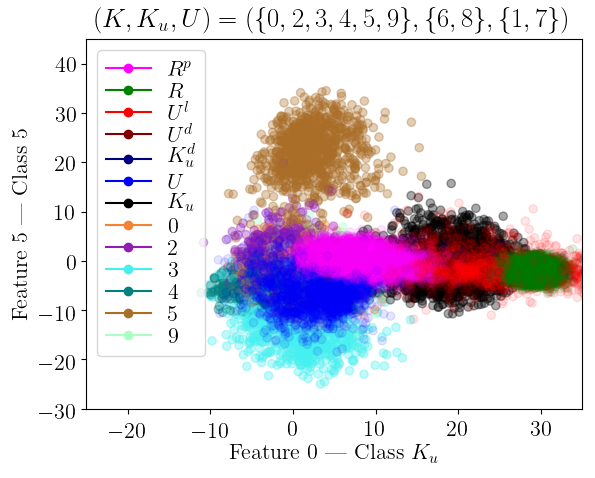 (K, K_u, U) = ({0, 2, 3, 4, 5, 9}, {6, 8}, {1, 7})
Feature 5 — Class 5
40
30
20
10
0
−10
−20
−30
R^p
R
U^l
U^d
K_u^d
U
K_u
0
2
3
4
5
9
−20
−10
0
10
20
30
Feature 0 — Class K_u